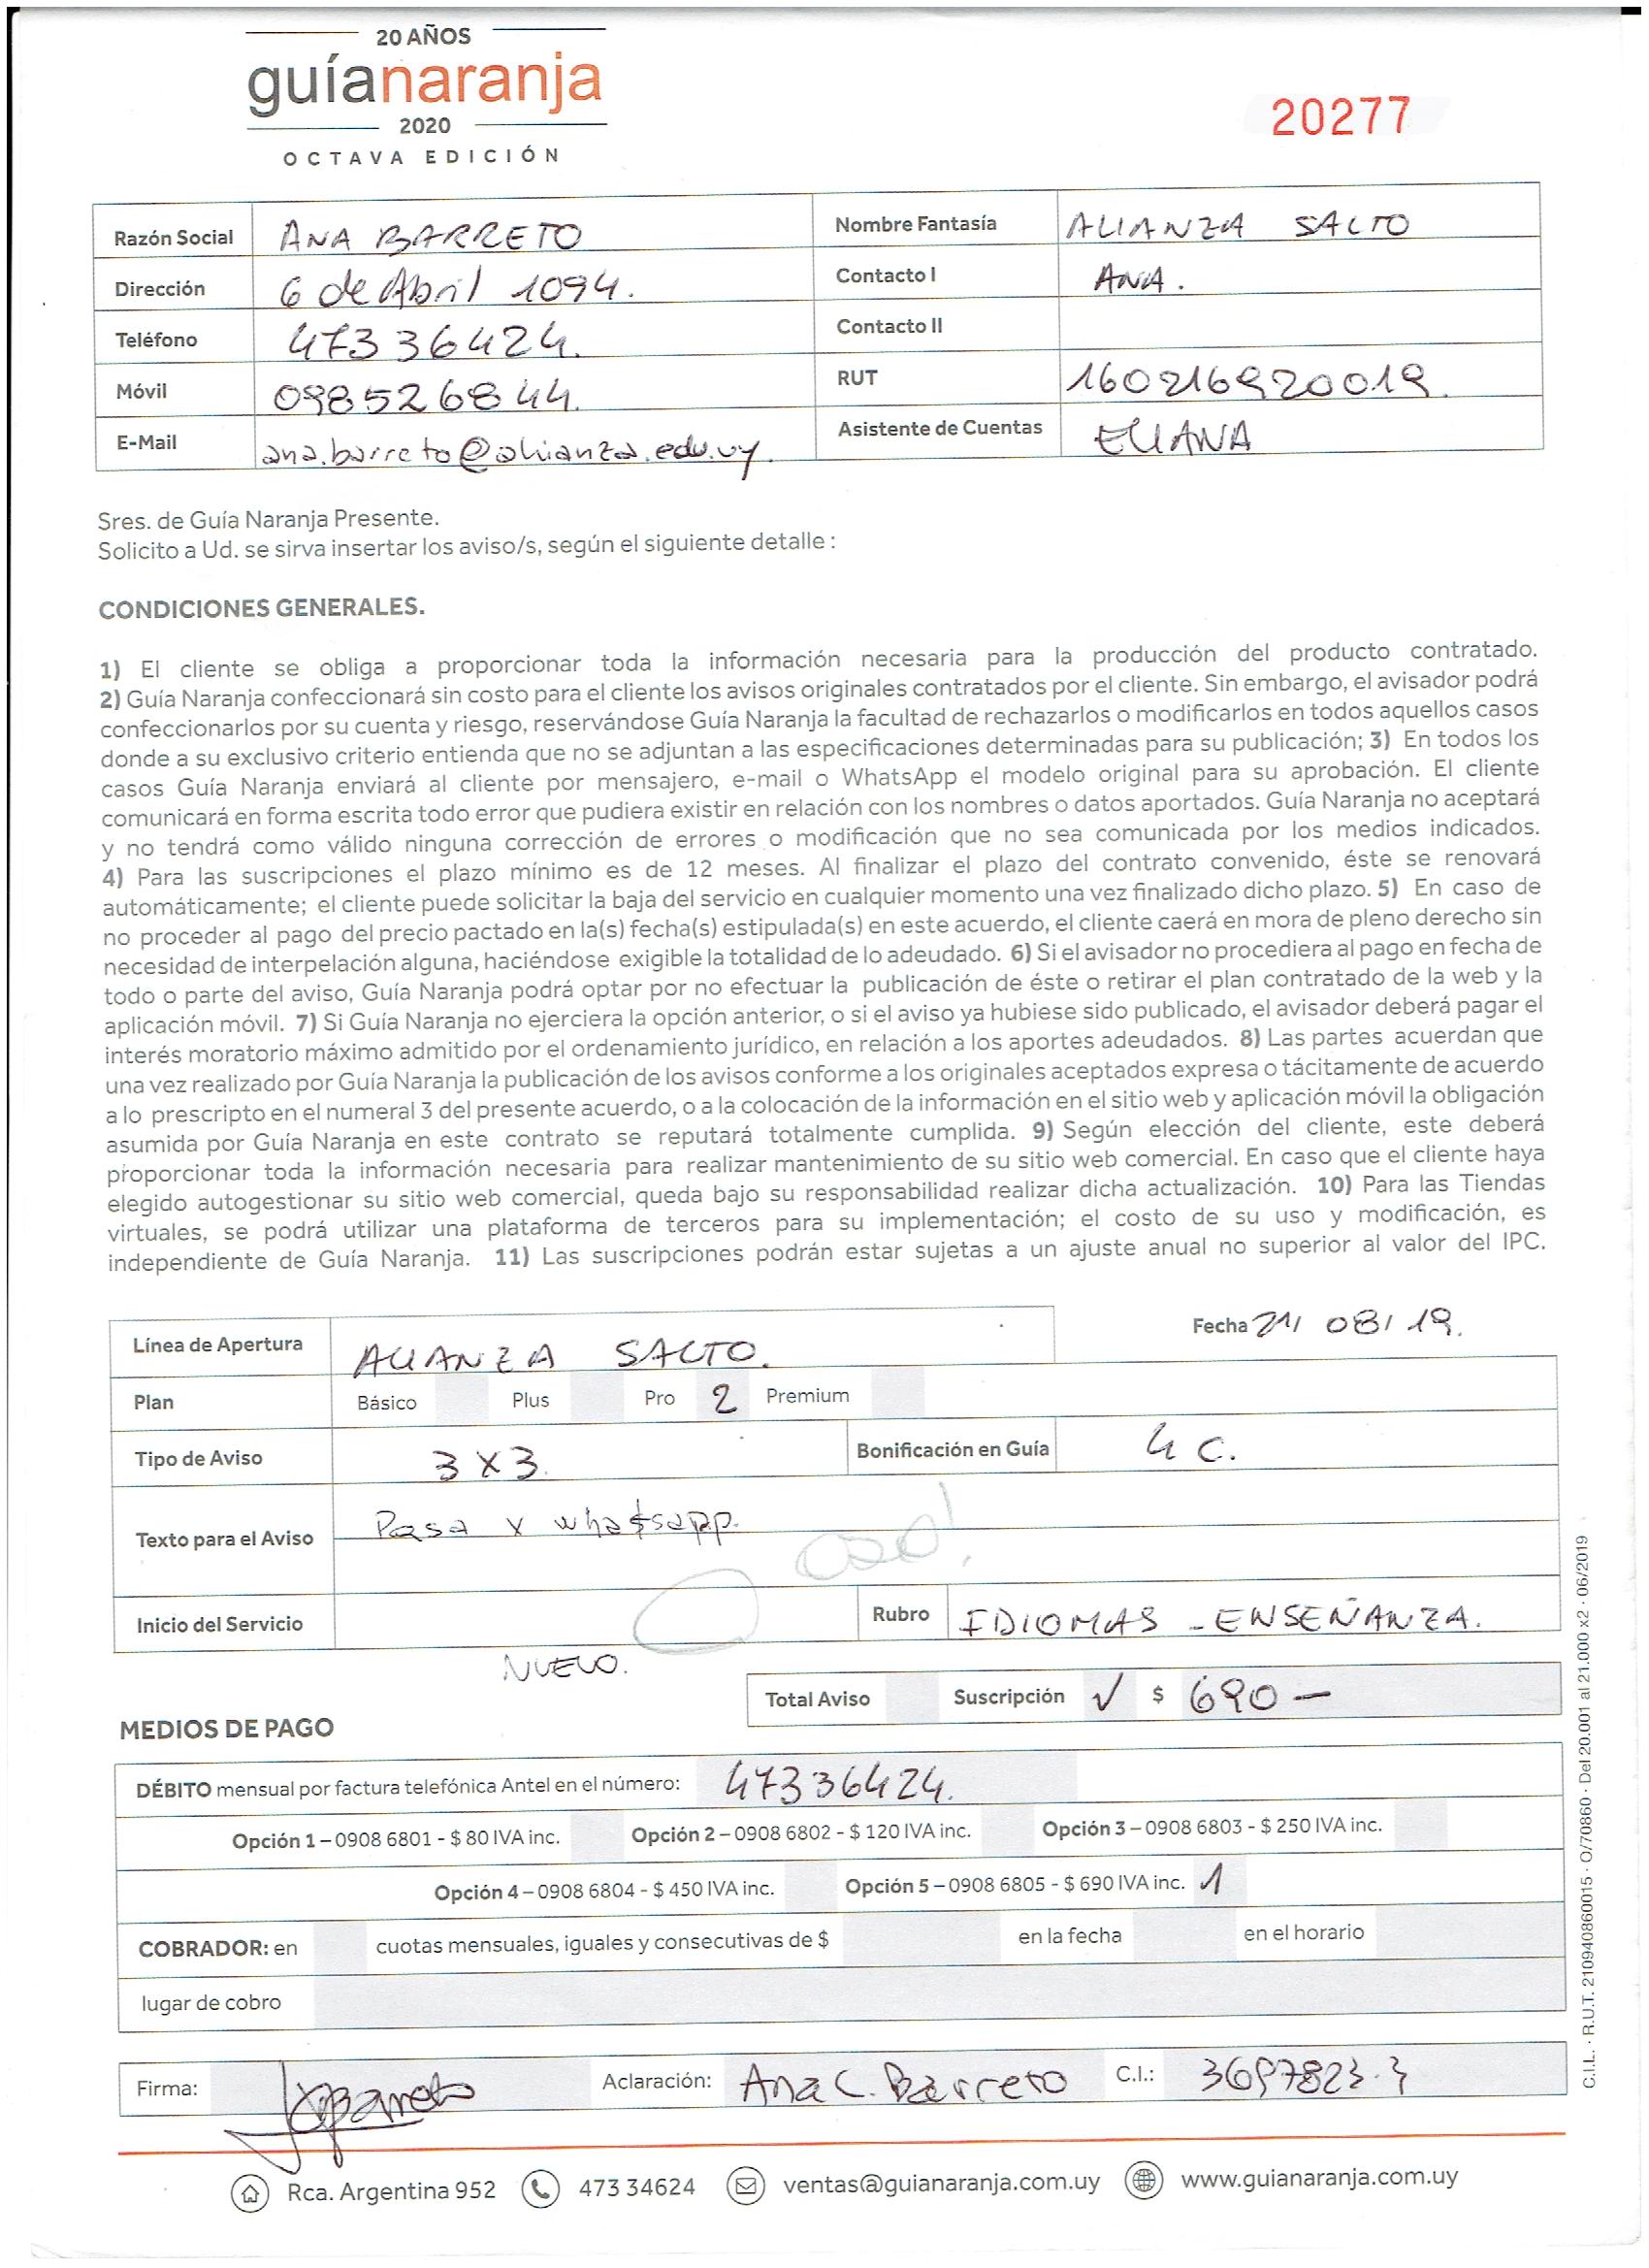 20 AÑOS
guíanaranja
2020
OCTAVA EDICIÓN
20277
Razón Social ANA BARRETO Nombre Fantasía ALIANZA SALTO
Dirección 6 de Abril 1094. Contacto I ANA.
Teléfono 47336424. Contacto II
Móvil 098526844. RUT 160216920019.
E-Mail ana.barreto@alianza.edu.uy. Asistente de Cuentas ELIANA
Sres. de Guía Naranja Presente.
Solicito a Ud. se sirva insertar los aviso/s, según el siguiente detalle :
CONDICIONES GENERALES.
1) El cliente se obliga a proporcionar toda la información necesaria para la producción del producto contratado.
2) Guía Naranja confeccionará sin costo para el cliente los avisos originales contratados por el cliente. Sin embargo, el avisador podrá
confeccionarlos por su cuenta y riesgo, reservándose Guía Naranja la facultad de rechazarlos o modificarlos en todos aquellos casos
donde a su exclusivo criterio entienda que no se adjuntan a las especificaciones determinadas para su publicación; 3) En todos los
casos Guía Naranja enviará al cliente por mensajero, e-mail o WhatsApp el modelo original para su aprobación. El cliente
comunicará en forma escrita todo error que pudiera existir en relación con los nombres o datos aportados. Guía Naranja no aceptará
y no tendrá como válido ninguna corrección de errores o modificación que no sea comunicada por los medios indicados.
4) Para las suscripciones el plazo mínimo es de 12 meses. Al finalizar el plazo del contrato convenido, éste se renovará
automáticamente; el cliente puede solicitar la baja del servicio en cualquier momento una vez finalizado dicho plazo. 5) En caso de
no proceder al pago del precio pactado en la(s) fecha(s) estipulada(s) en este acuerdo, el cliente caerá en mora de pleno derecho sin
necesidad de interpelación alguna, haciéndose exigible la totalidad de lo adeudado. 6) Si el avisador no procediera al pago en fecha de
todo o parte del aviso, Guía Naranja podrá optar por no efectuar la publicación de éste o retirar el plan contratado de la web y la
aplicación móvil. 7) Si Guía Naranja no ejerciera la opción anterior, o si el aviso ya hubiese sido publicado, el avisador deberá pagar el
interés moratorio máximo admitido por el ordenamiento jurídico, en relación a los aportes adeudados. 8) Las partes acuerdan que
una vez realizado por Guía Naranja la publicación de los avisos conforme a los originales aceptados expresa o tácitamente de acuerdo
a lo prescripto en el numeral 3 del presente acuerdo, o a la colocación de la información en el sitio web y aplicación móvil la obligación
asumida por Guía Naranja en este contrato se reputará totalmente cumplida. 9) Según elección del cliente, este deberá
proporcionar toda la información necesaria para realizar mantenimiento de su sitio web comercial. En caso que el cliente haya
elegido autogestionar su sitio web comercial, queda bajo su responsabilidad realizar dicha actualización. 10) Para las Tiendas
virtuales, se podrá utilizar una plataforma de terceros para su implementación; el costo de su uso y modificación, es
independiente de Guía Naranja. 11) Las suscripciones podrán estar sujetas a un ajuste anual no superior al valor del IPC.
Fecha 21/ 08/ 19.
Línea de Apertura ALIANZA SALTO.
Plan Básico Plus Pro 2 Premium
Tipo de Aviso 3 x 3. Bonificación en Guía 4 C.
Texto para el Aviso Pasa x whatsapp.
Inicio del Servicio Rubro IDIOMAS - ENSEÑANZA.
NUEVO.
Total Aviso Suscripción ✓ $ 690 —
MEDIOS DE PAGO
DÉBITO mensual por factura telefónica Antel en el número: 47336424.
Opción 1 – 0908 6801 - $ 80 IVA inc. Opción 2 – 0908 6802 - $ 120 IVA inc. Opción 3 – 0908 6803 - $ 250 IVA inc.
Opción 4 – 0908 6804 - $ 450 IVA inc. Opción 5 – 0908 6805 - $ 690 IVA inc. 1
COBRADOR: en cuotas mensuales, iguales y consecutivas de $ en la fecha en el horario
lugar de cobro
Firma: Aclaración: Ana C. Barreto C.I.: 3697823-3
Rca. Argentina 952 473 34624 ventas@guianaranja.com.uy www.guianaranja.com.uy
C.I.L. · R.U.T. 210940860015 · O/70860 · Del 20.001 al 21.000 x2 · 06/2019